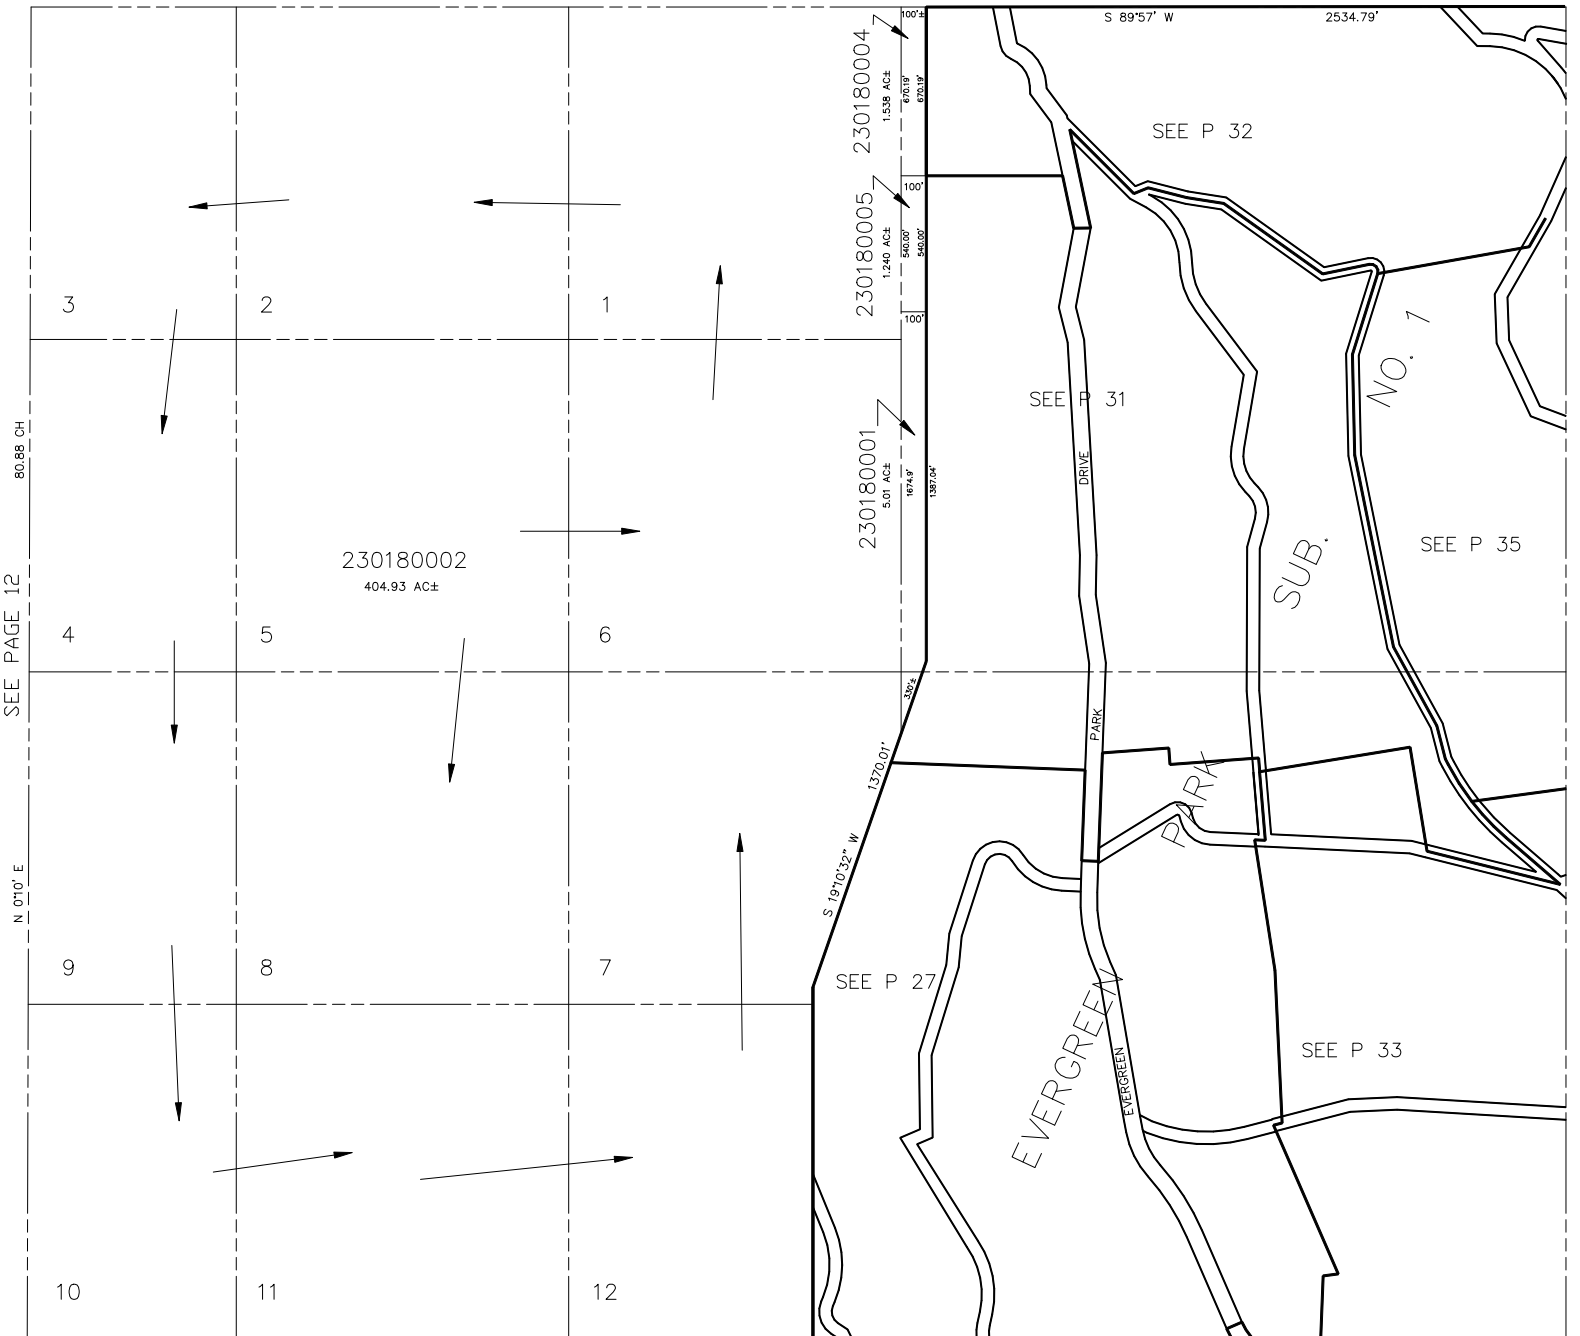 S 89°57' W 2534.79'
100'±
230180004
1.538 AC±
670.19'
670.19'
SEE P 32
100'
230180005
1.240 AC±
540.00'
540.00'
100'
3
2
1
NO. 1
SEE P 31
80.88 CH
DRIVE
230180001
5.01 AC±
1674.9'
1387.04'
SEE P 35
230180002
404.93 AC±
SUB.
SEE PAGE 12
4
5
6
330'±
PARK
1370.01'
PARK
S 19°10'32" W
N 0°10' E
9
8
7
SEE P 27
EVERGREEN
SEE P 33
EVERGREEN
10
11
12